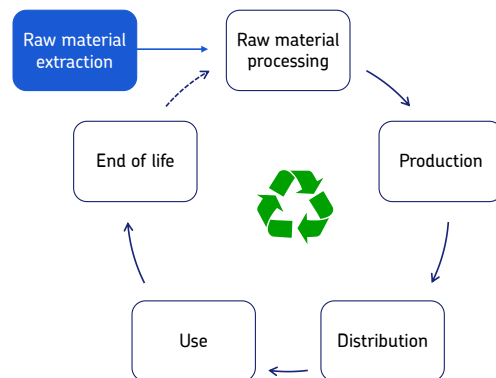 Raw material
extraction
Raw material
processing
End of life
Production
Use
Distribution